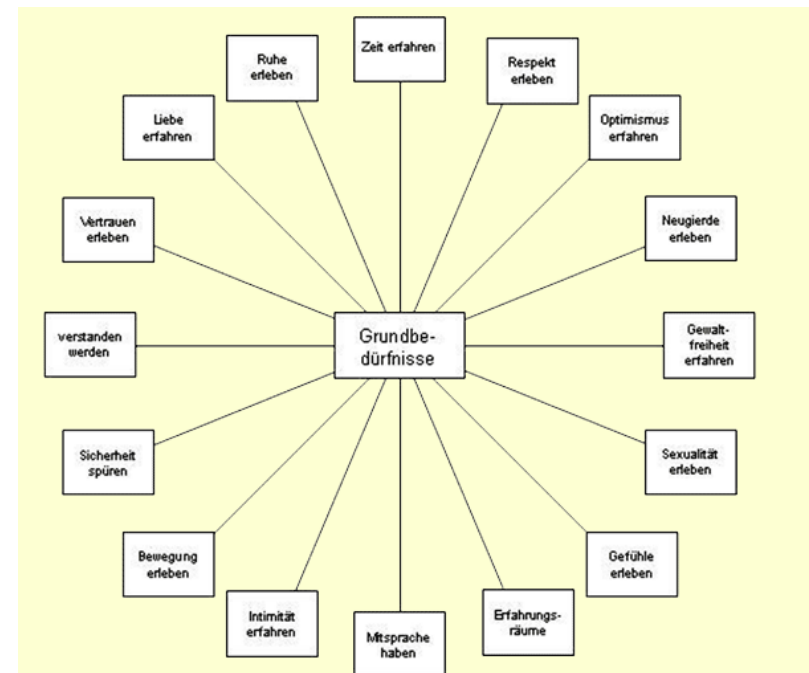 Zeit erfahren
Respekt
erleben
Optimismus
erfahren
Neugierde
erleben
Gewalt-
freiheit
erfahren
Sexualität
erleben
Gefühle
erleben
Erfahrungs-
räume
Mitsprache
haben
Intimität
erfahren
Bewegung
erleben
Sicherheit
spüren
verstanden
werden
Vertrauen
erleben
Liebe
erfahren
Ruhe
erleben
Grundbe-
dürfnisse